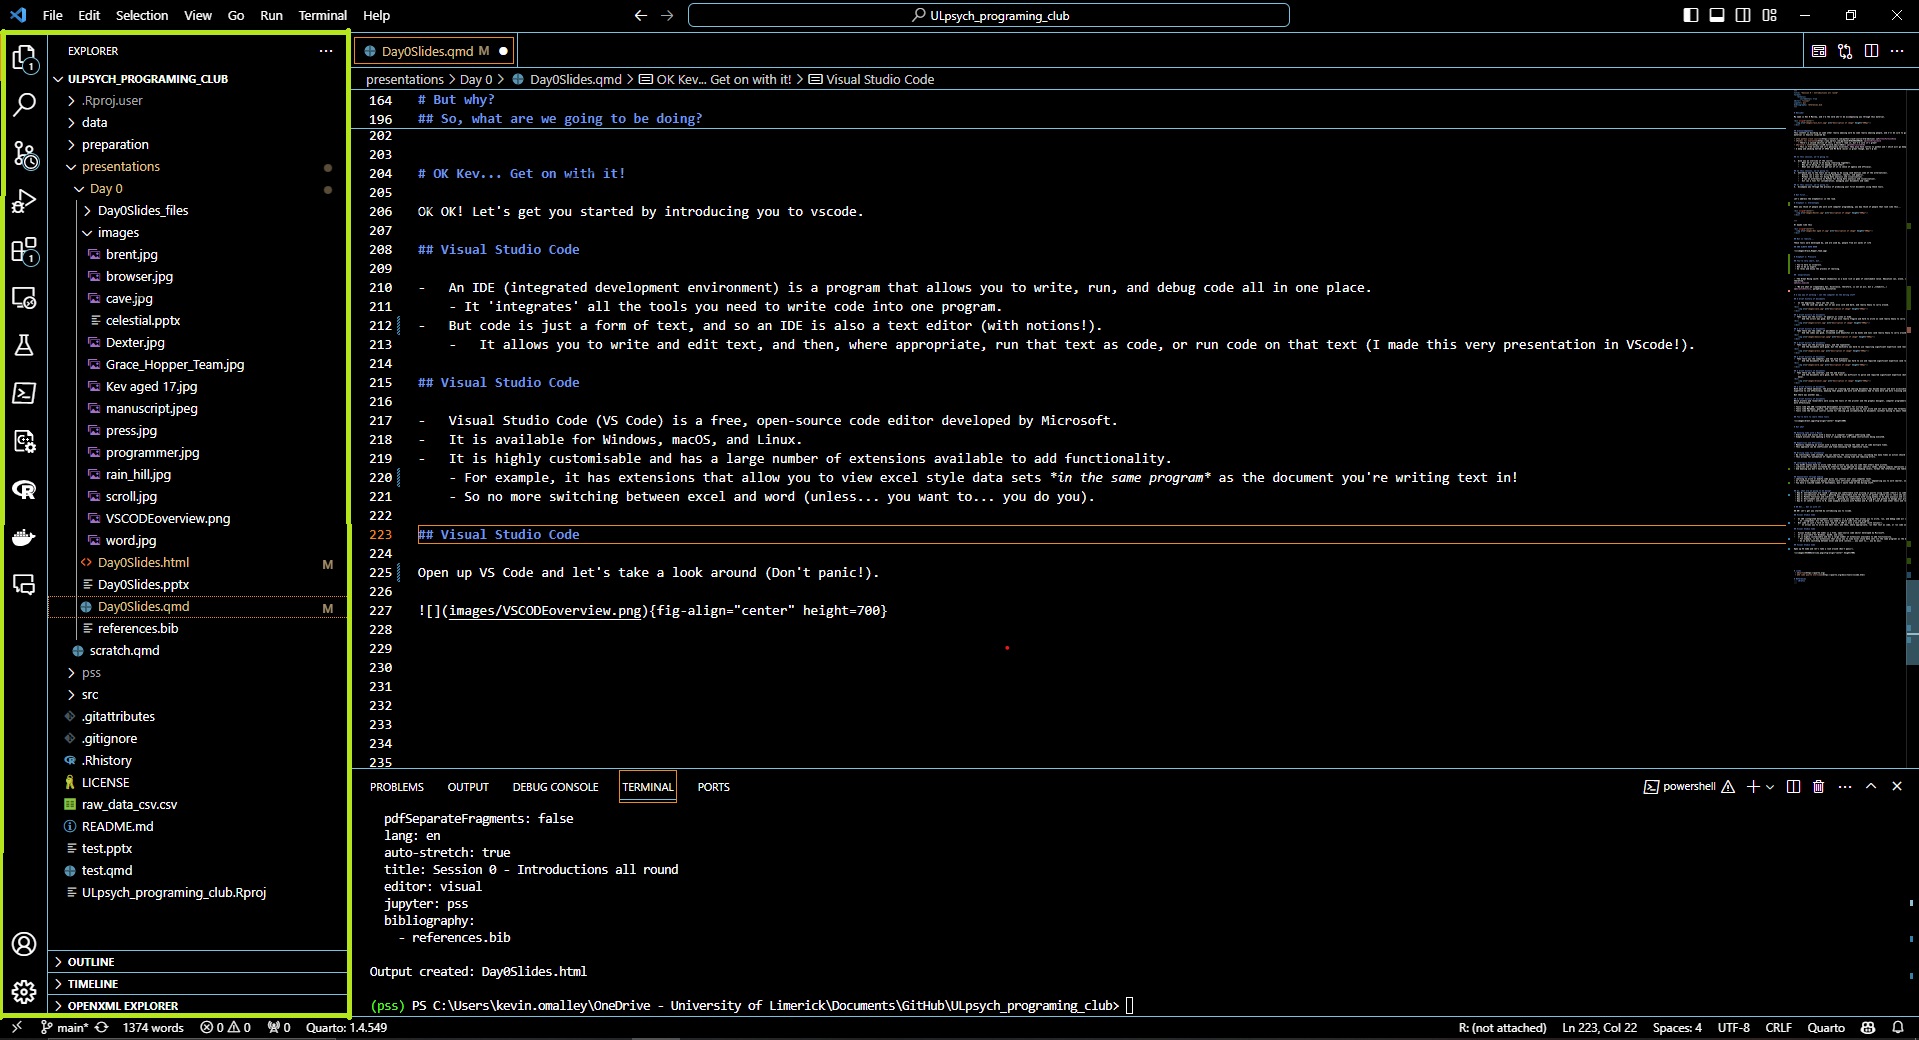 File Edit Selection View Go Run Terminal Help
ULpsych_programing_club
EXPLORER
ULPSYCH_PROGRAMING_CLUB
.Rproj.user
data
preparation
presentations
Day 0
Day0Slides_files
images
brent.jpg
browser.jpg
cave.jpg
celestial.pptx
Dexter.jpg
Grace_Hopper_Team.jpg
Kev aged 17.jpg
manuscript.jpeg
press.jpg
programmer.jpg
rain_hill.jpg
scroll.jpg
VSCODEoverview.png
word.jpg
Day0Slides.html M
Day0Slides.pptx
Day0Slides.qmd M
references.bib
scratch.qmd
pss
src
.gitattributes
.gitignore
.Rhistory
LICENSE
raw_data_csv.csv
README.md
test.pptx
test.qmd
ULpsych_programing_club.Rproj
OUTLINE
TIMELINE
OPENXML EXPLORER
1
1
Day0Slides.qmd M
presentations > Day 0 > Day0Slides.qmd > OK Kev... Get on with it! > Visual Studio Code
164 # But why?
196 ## So, what are we going to be doing?
202
203
204 # OK Kev... Get on with it!
205
206 OK OK! Let's get you started by introducing you to vscode.
207
208 ## Visual Studio Code
209
210 - An IDE (integrated development environment) is a program that allows you to write, run, and debug code all in one place.
211 - It 'integrates' all the tools you need to write code into one program.
212 - But code is just a form of text, and so an IDE is also a text editor (with notions!).
213 - It allows you to write and edit text, and then, where appropriate, run that text as code, or run code on that text (I made this very presentation in VScode!).
214
215 ## Visual Studio Code
216
217 - Visual Studio Code (VS Code) is a free, open-source code editor developed by Microsoft.
218 - It is available for Windows, macOS, and Linux.
219 - It is highly customisable and has a large number of extensions available to add functionality.
220 - For example, it has extensions that allow you to view excel style data sets *in the same program* as the document you're writing text in!
221 - So no more switching between excel and word (unless... you want to... you do you).
222
223 ## Visual Studio Code
224
225 Open up VS Code and let's take a look around (Don't panic!).
226
227 ![](images/VSCODEoverview.png){fig-align="center" height=700}
228
229
230
231
232
233
234
235
PROBLEMS OUTPUT DEBUG CONSOLE TERMINAL PORTS
powershell
pdfSeparateFragments: false
lang: en
auto-stretch: true
title: Session 0 - Introductions all round
editor: visual
jupyter: pss
bibliography:
- references.bib
Output created: Day0Slides.html
(pss) PS C:\Users\kevin.omalley\OneDrive - University of Limerick\Documents\GitHub\ULpsych_programing_club>
main* 1374 words 0 0 0 Quarto: 1.4.549
R: (not attached) Ln 223, Col 22 Spaces: 4 UTF-8 CRLF Quarto